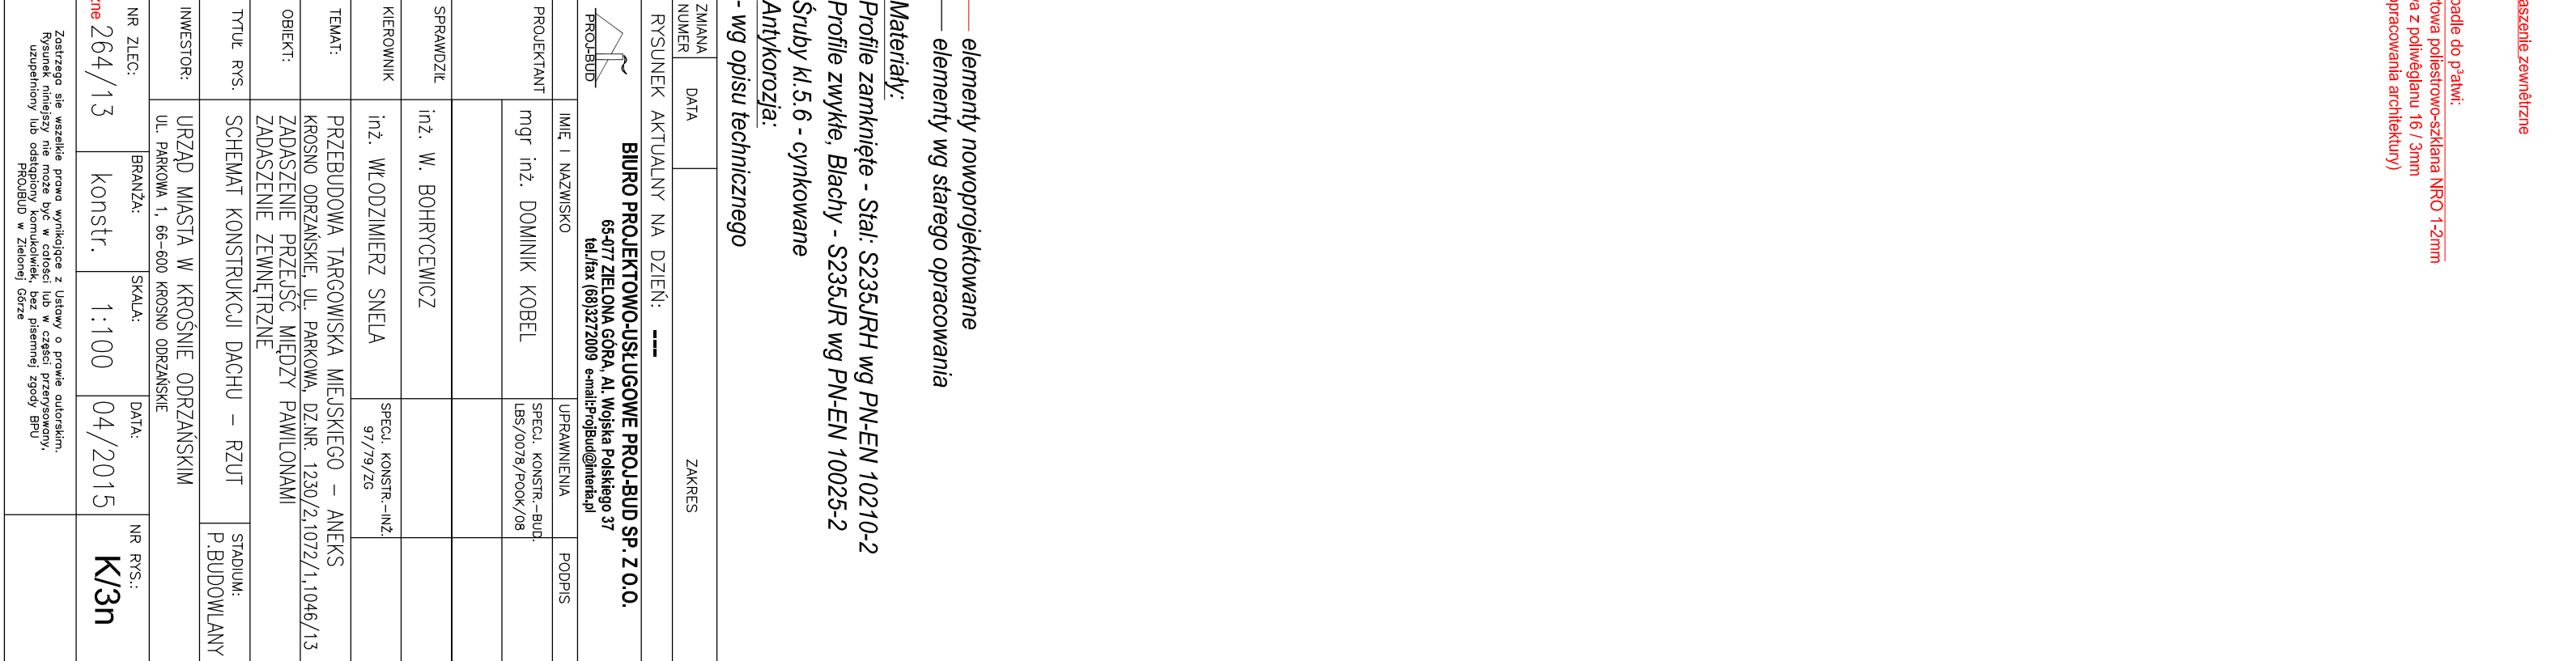 zadaszenie zewnêtrzne
padle do p³atwi:
rtowa poliestrowo-szklana NRO 1-2mm
wa z poliwêglanu 16 / 3mm
opracowania architektury)
elementy nowoprojektowane
elementy wg starego opracowania
Materiały:
Profile zamknięte - Stal: S235JRH wg PN-EN 10210-2
Profile zwykłe, Blachy - S235JR wg PN-EN 10025-2
Śruby kl.5.6 - cynkowane
Antykorozja:
- wg opisu technicznego
ZMIANA NUMER DATA ZAKRES
RYSUNEK AKTUALNY NA DZIEŃ: ---
PROJ-BUD
BIURO PROJEKTOWO-USŁUGOWE PROJ-BUD SP. Z O.O.
65-077 ZIELONA GÓRA, Al. Wojska Polskiego 37
tel./fax (68)3272009 e-mail:ProjBud@interia.pl
IMIĘ I NAZWISKO UPRAWNIENIA PODPIS
PROJEKTANT mgr inż. DOMINIK KOBEL SPECJ. KONSTR.-BUD. LBS/0078/POOK/08
SPRAWDZIŁ inż. W. BOHRYCEWICZ
KIEROWNIK inż. WŁODZIMIERZ SNELA SPECJ. KONSTR.-INŻ. 97/79/ZG
TEMAT: PRZEBUDOWA TARGOWISKA MIEJSKIEGO - ANEKS
KROSNO ODRZAŃSKIE, UL. PARKOWA, DZ.NR. 1230/2,1072/1,1046/13
OBIEKT: ZADASZENIE PRZEJŚĆ MIĘDZY PAWILONAMI
ZADASZENIE ZEWNĘTRZNE
TYTUŁ RYS. SCHEMAT KONSTRUKCJI DACHU - RZUT
STADIUM: P.BUDOWLANY
INWESTOR: URZĄD MIASTA W KROŚNIE ODRZAŃSKIM
UL. PARKOWA 1, 66-600 KROSNO ODRZAŃSKIE
NR ZLEC: BRANŻA: SKALA: DATA: NR RYS.:
zne 264/13 konstr. 1:100 04/2015 K/3n
Zastrzega sie wszelkie prawa wynikające z Ustawy o prawie autorskim.
Rysunek niniejszy nie może być w całości lub w części przerysowany,
uzupełniony lub odstąpiony komukolwiek, bez pisemnej zgody BPU
PROJBUD w Zielonej Górze